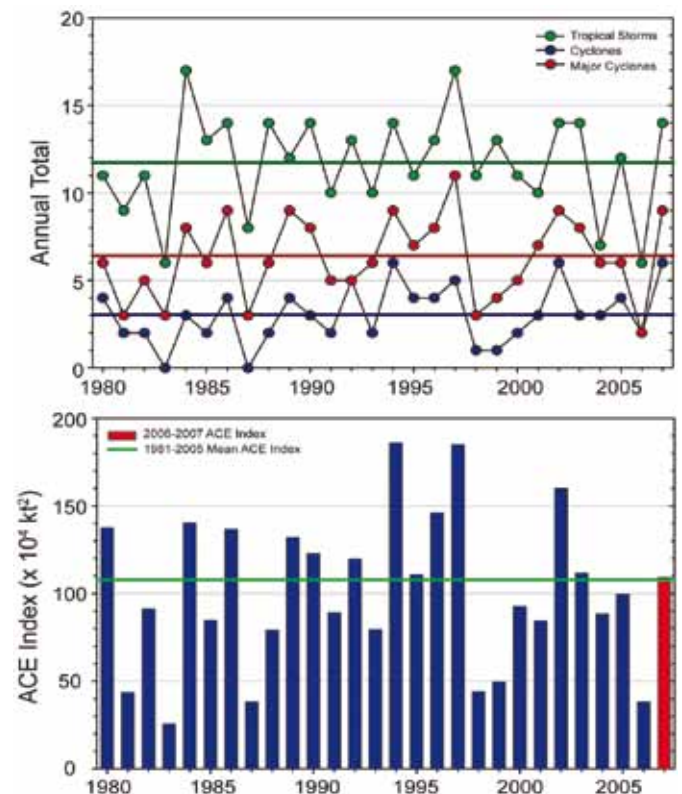 20
15
10
5
0
Annual Total
Tropical Storms
Cyclones
Major Cyclones
1980 1985 1990 1995 2000 2005
200
150
100
50
0
ACE Index (x 10⁴ kt²)
2006-2007 ACE Index
1981-2005 Mean ACE Index
1980 1985 1990 1995 2000 2005